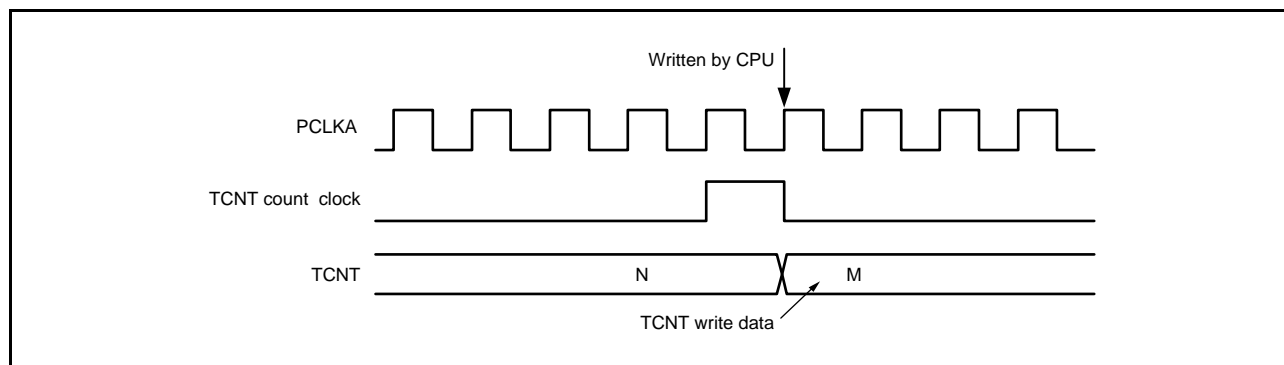 Written by CPU
PCLKA
TCNT count clock
TCNT
N
M
TCNT write data